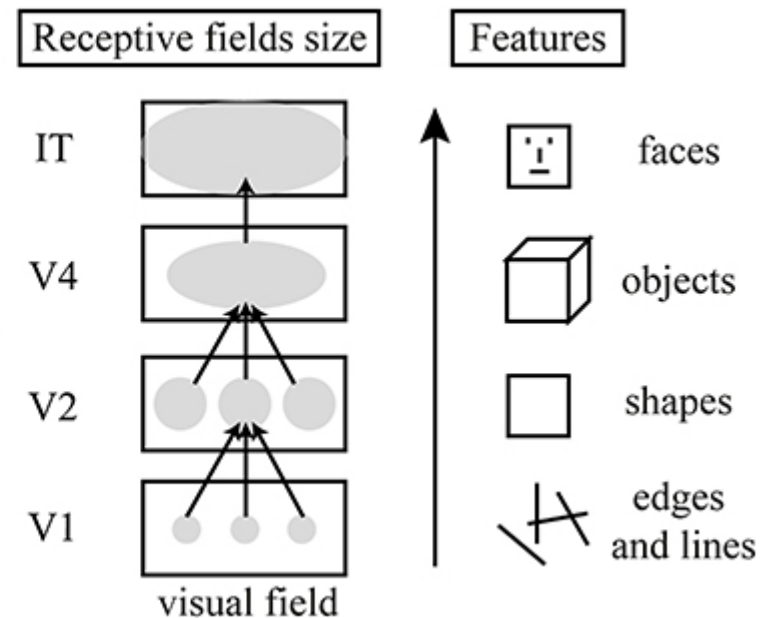 Receptive fields size
Features
IT
faces
V4
objects
V2
shapes
V1
edges
and lines
visual field